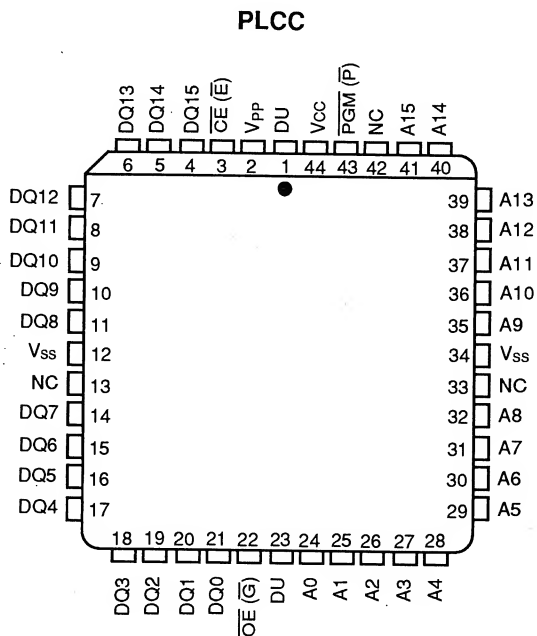 PLCC
DQ13 DQ14 DQ15 CE (E) VPP DU VCC PGM (P) NC A15 A14
6 5 4 3 2 1 44 43 42 41 40
DQ12 7 39 A13
DQ11 8 38 A12
DQ10 9 37 A11
DQ9 10 36 A10
DQ8 11 35 A9
VSS 12 34 VSS
NC 13 33 NC
DQ7 14 32 A8
DQ6 15 31 A7
DQ5 16 30 A6
DQ4 17 29 A5
18 19 20 21 22 23 24 25 26 27 28
DQ3 DQ2 DQ1 DQ0 OE (G) DU A0 A1 A2 A3 A4